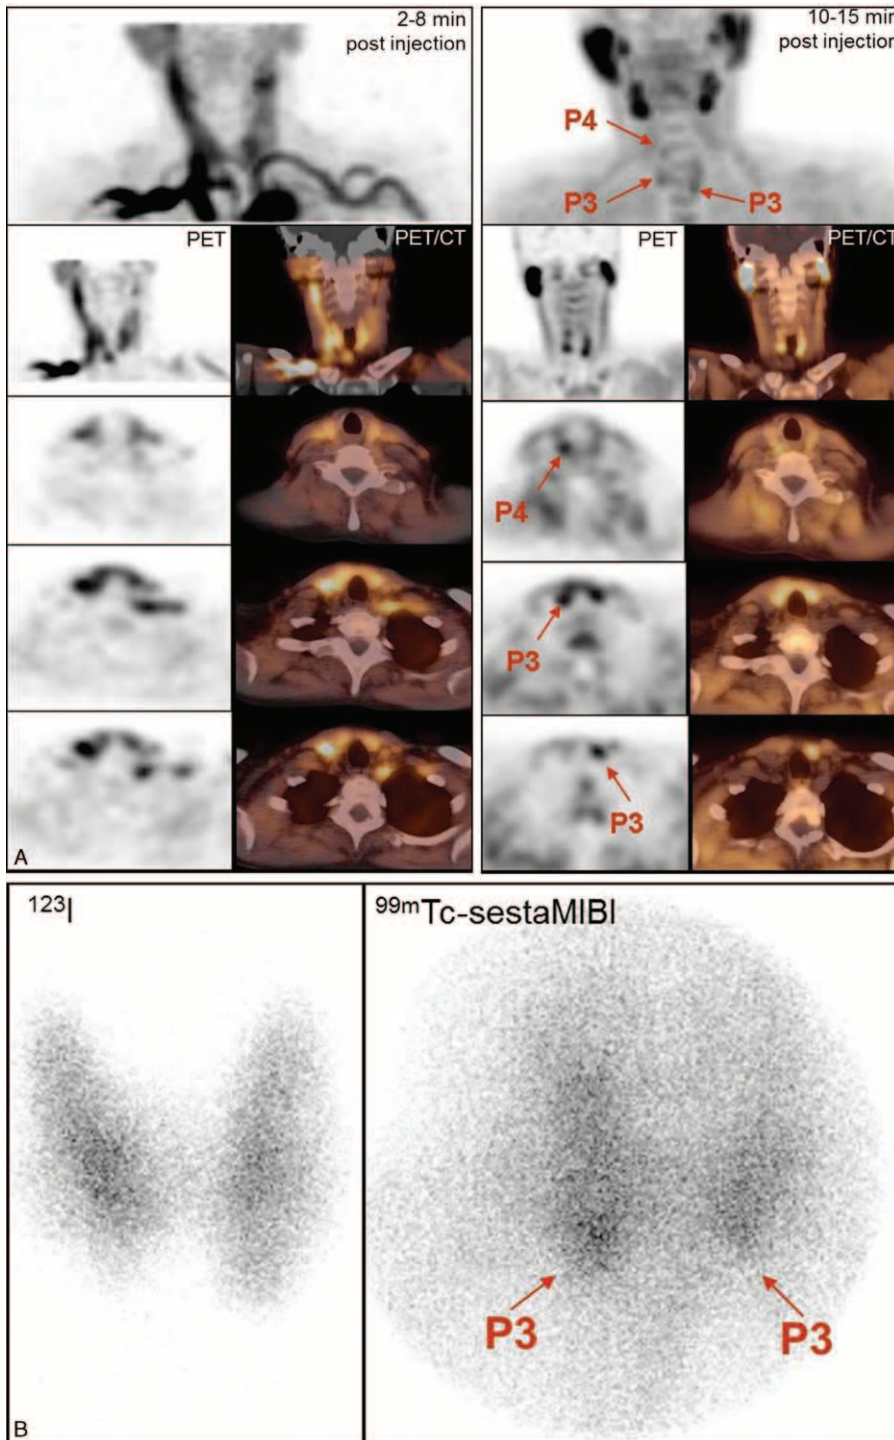 2-8 min
post injection
10-15 min
post injection
P4
P3
P3
PET
PET/CT
PET
PET/CT
P4
P3
P3
A
¹²³I
⁹⁹ᵐTc-sestaMIBI
P3
P3
B